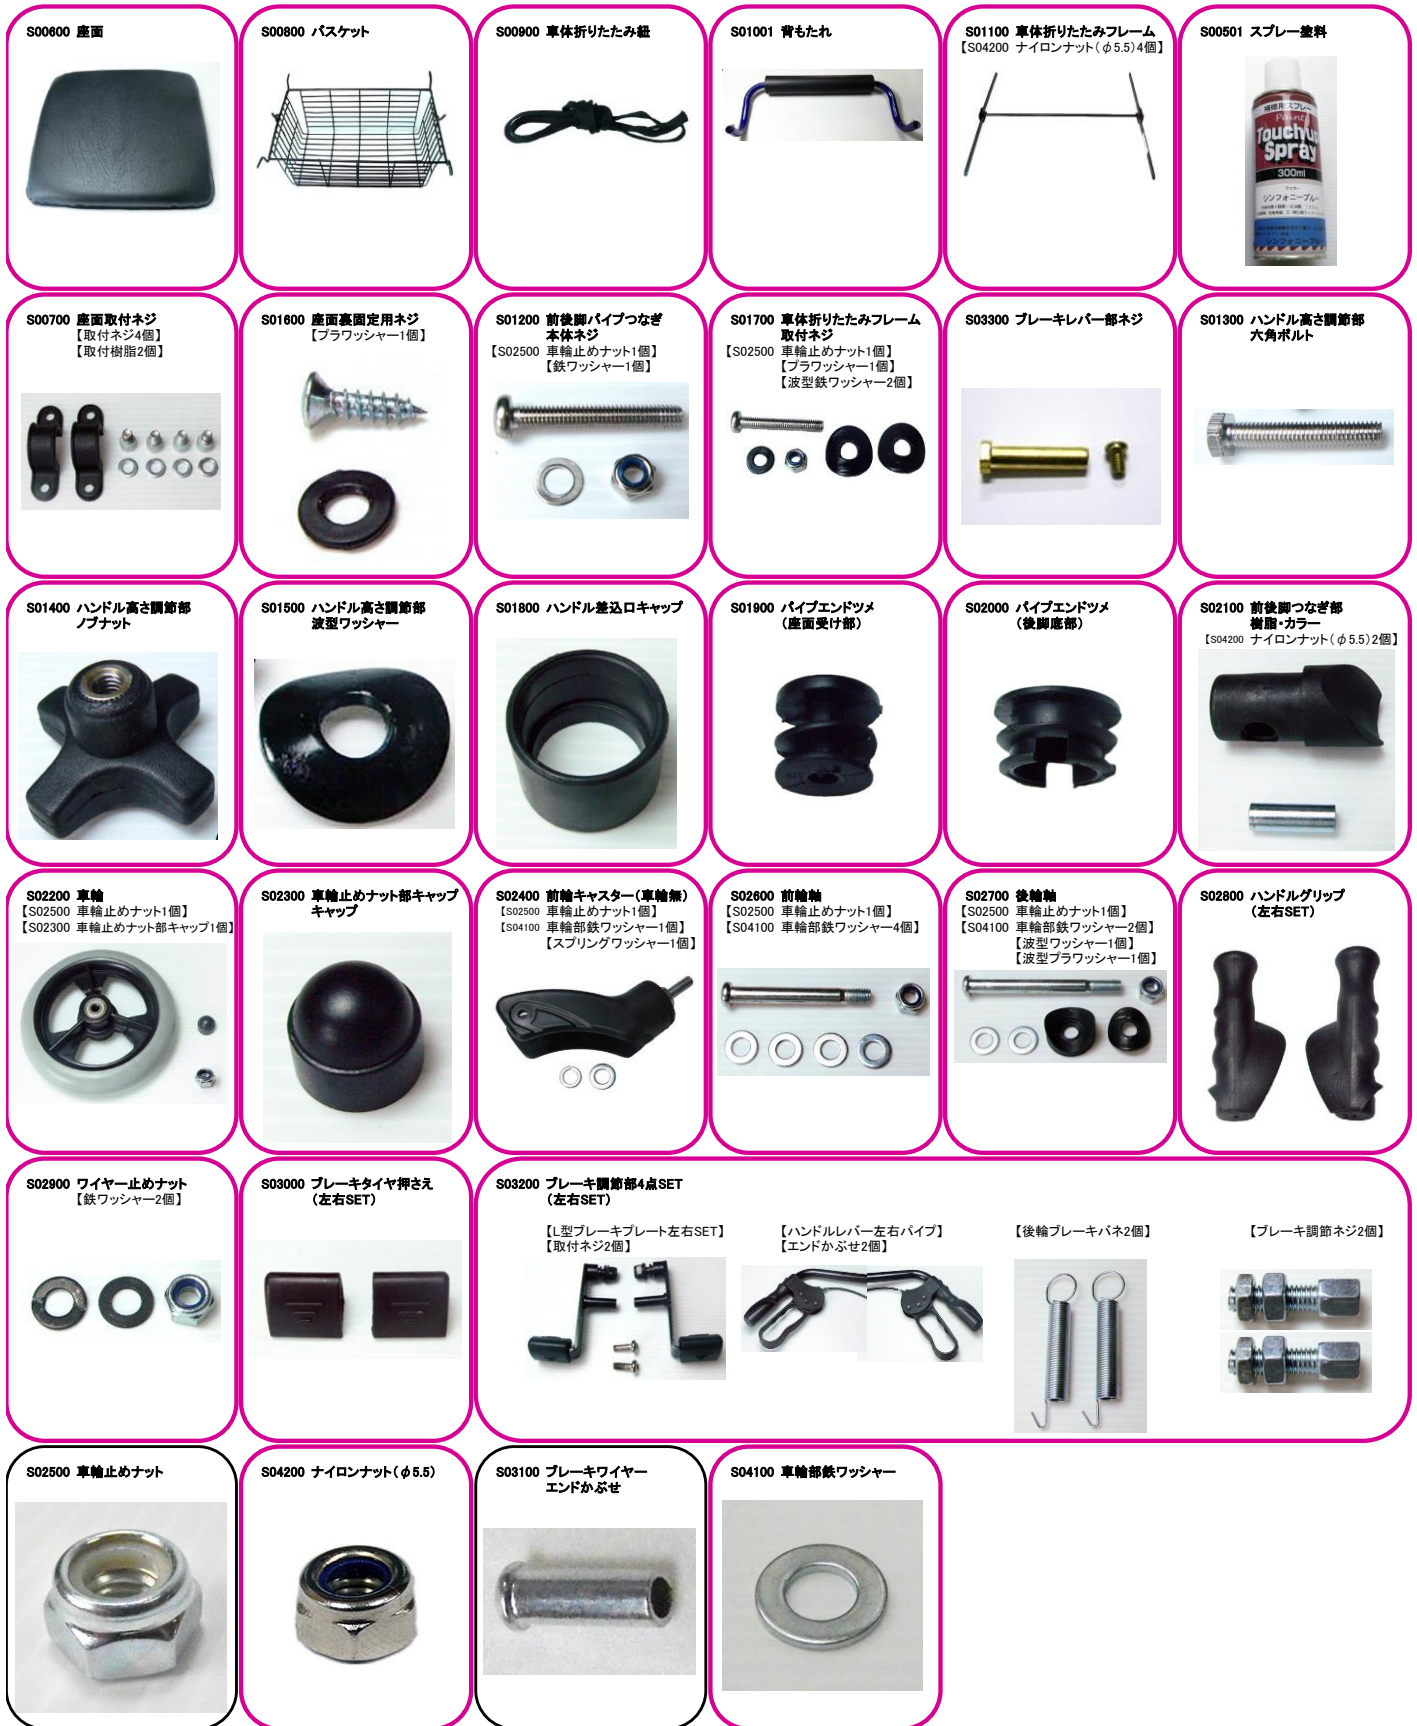 S00600 座面
S00800 バスケット
S00900 車体折りたたみ紐
S01001 背もたれ
S01100 車体折りたたみフレーム
【S04200 ナイロンナット(φ5.5)4個】
S00501 スプレー塗料
補修用スプレー
Paint
Touchup
Spray
300ml
シンフォニーブルー
シンフォニーブルー
S00700 座面取付ネジ
【取付ネジ4個】
【取付樹脂2個】
S01600 座面裏固定用ネジ
【プラワッシャー1個】
S01200 前後脚パイプつなぎ
本体ネジ
【S02500 車輪止めナット1個】
【鉄ワッシャー1個】
S01700 車体折りたたみフレーム
取付ネジ
【S02500 車輪止めナット1個】
【プラワッシャー1個】
【波型鉄ワッシャー2個】
S03300 ブレーキレバー部ネジ
S01300 ハンドル高さ調節部
六角ボルト
S01400 ハンドル高さ調節部
ノブナット
S01500 ハンドル高さ調節部
波型ワッシャー
S01800 ハンドル差込口キャップ
S01900 パイプエンドツメ
(座面受け部)
S02000 パイプエンドツメ
(後脚底部)
S02100 前後脚つなぎ部
樹脂・カラー
【S04200 ナイロンナット(φ5.5)2個】
S02200 車輪
【S02500 車輪止めナット1個】
【S02300 車輪止めナット部キャップ1個】
S02300 車輪止めナット部キャップ
キャップ
S02400 前輪キャスター(車輪無)
【S02500 車輪止めナット1個】
【S04100 車輪部鉄ワッシャー1個】
【スプリングワッシャー1個】
S02600 前輪軸
【S02500 車輪止めナット1個】
【S04100 車輪部鉄ワッシャー4個】
S02700 後輪軸
【S02500 車輪止めナット1個】
【S04100 車輪部鉄ワッシャー2個】
【波型ワッシャー1個】
【波型プラワッシャー1個】
S02800 ハンドルグリップ
(左右SET)
S02900 ワイヤー止めナット
【鉄ワッシャー2個】
S03000 ブレーキタイヤ押さえ
(左右SET)
S03200 ブレーキ調節部4点SET
(左右SET)
【L型ブレーキプレート左右SET】
【取付ネジ2個】
【ハンドルレバー左右パイプ】
【エンドかぶせ2個】
【後輪ブレーキバネ2個】
【ブレーキ調節ネジ2個】
S02500 車輪止めナット
S04200 ナイロンナット(φ5.5)
S03100 ブレーキワイヤー
エンドかぶせ
S04100 車輪部鉄ワッシャー